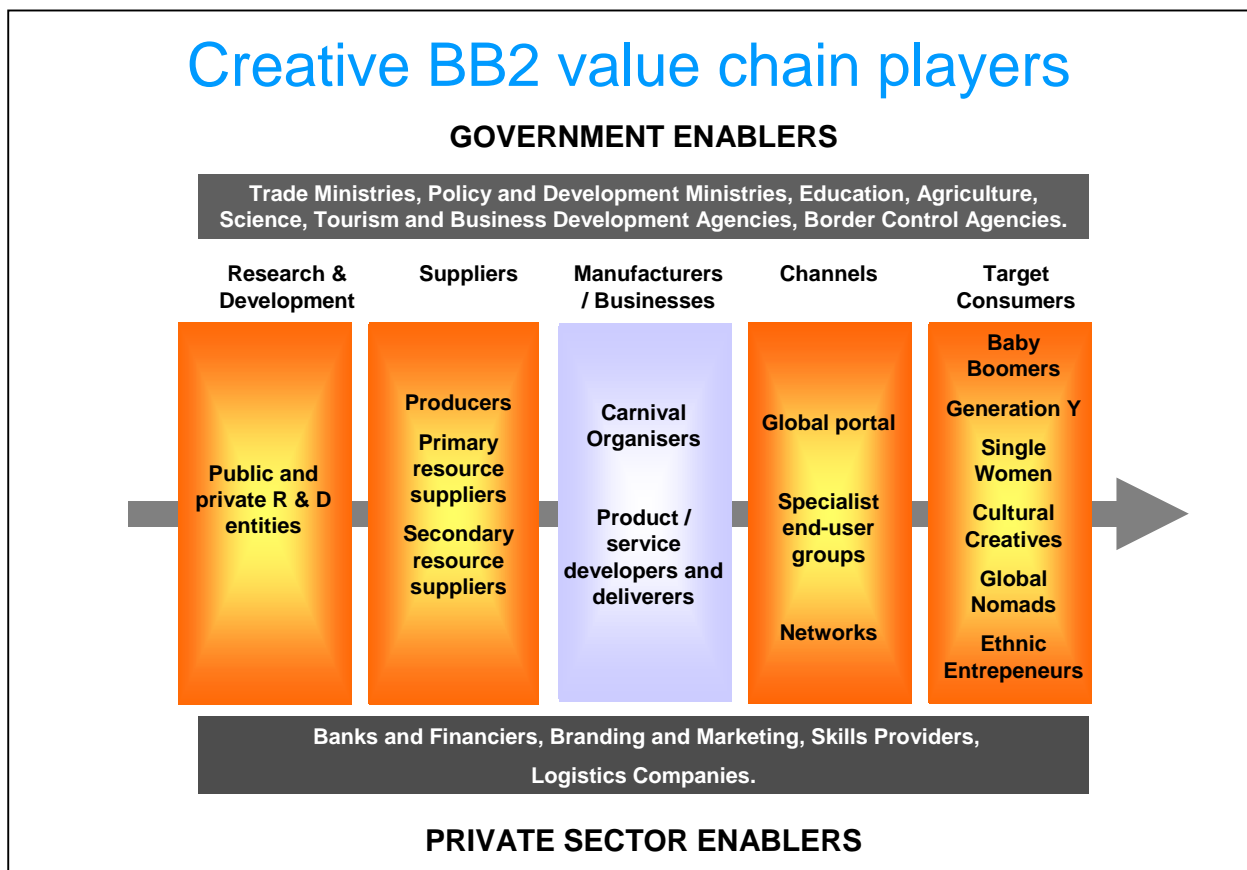 Creative BB2 value chain players
GOVERNMENT ENABLERS
Trade Ministries, Policy and Development Ministries, Education, Agriculture,
Science, Tourism and Business Development Agencies, Border Control Agencies.
Research &
Development
Suppliers
Manufacturers
/ Businesses
Channels
Target
Consumers
Public and
private R & D
entities
Producers
Primary
resource
suppliers
Secondary
resource
suppliers
Carnival
Organisers
Product /
service
developers and
deliverers
Global portal
Specialist
end-user
groups
Networks
Baby
Boomers
Generation Y
Single
Women
Cultural
Creatives
Global
Nomads
Ethnic
Entrepeneurs
Banks and Financiers, Branding and Marketing, Skills Providers,
Logistics Companies.
PRIVATE SECTOR ENABLERS